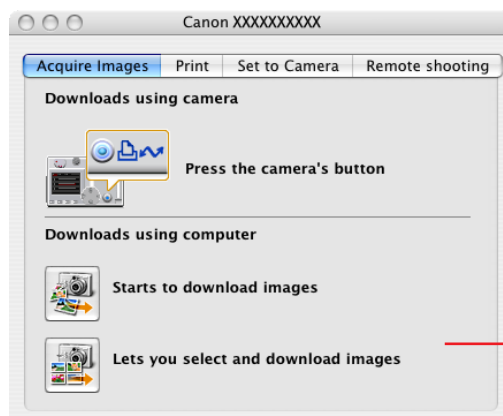 Canon XXXXXXXXXX
Acquire Images Print Set to Camera Remote shooting
Downloads using camera
Press the camera's button
Downloads using computer
Starts to download images
Lets you select and download images